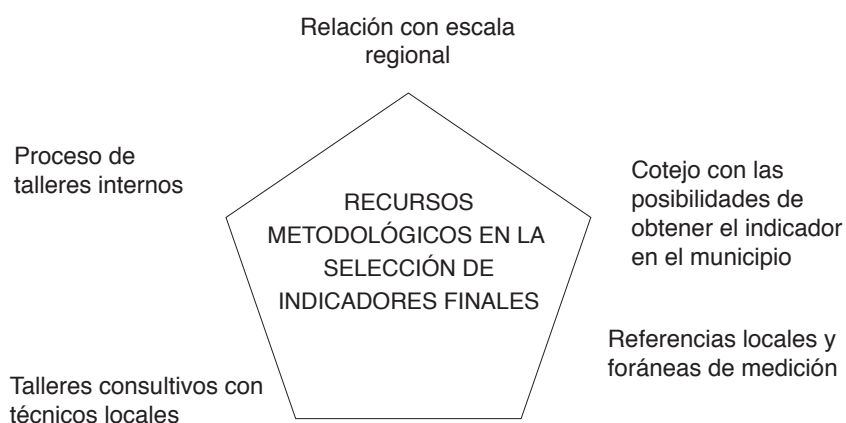 Relación con escala
regional
Proceso de
talleres internos
Cotejo con las
posibilidades de
obtener el indicador
en el municipio
RECURSOS
METODOLÓGICOS EN LA
SELECCIÓN DE
INDICADORES FINALES
Referencias locales y
foráneas de medición
Talleres consultivos con
técnicos locales